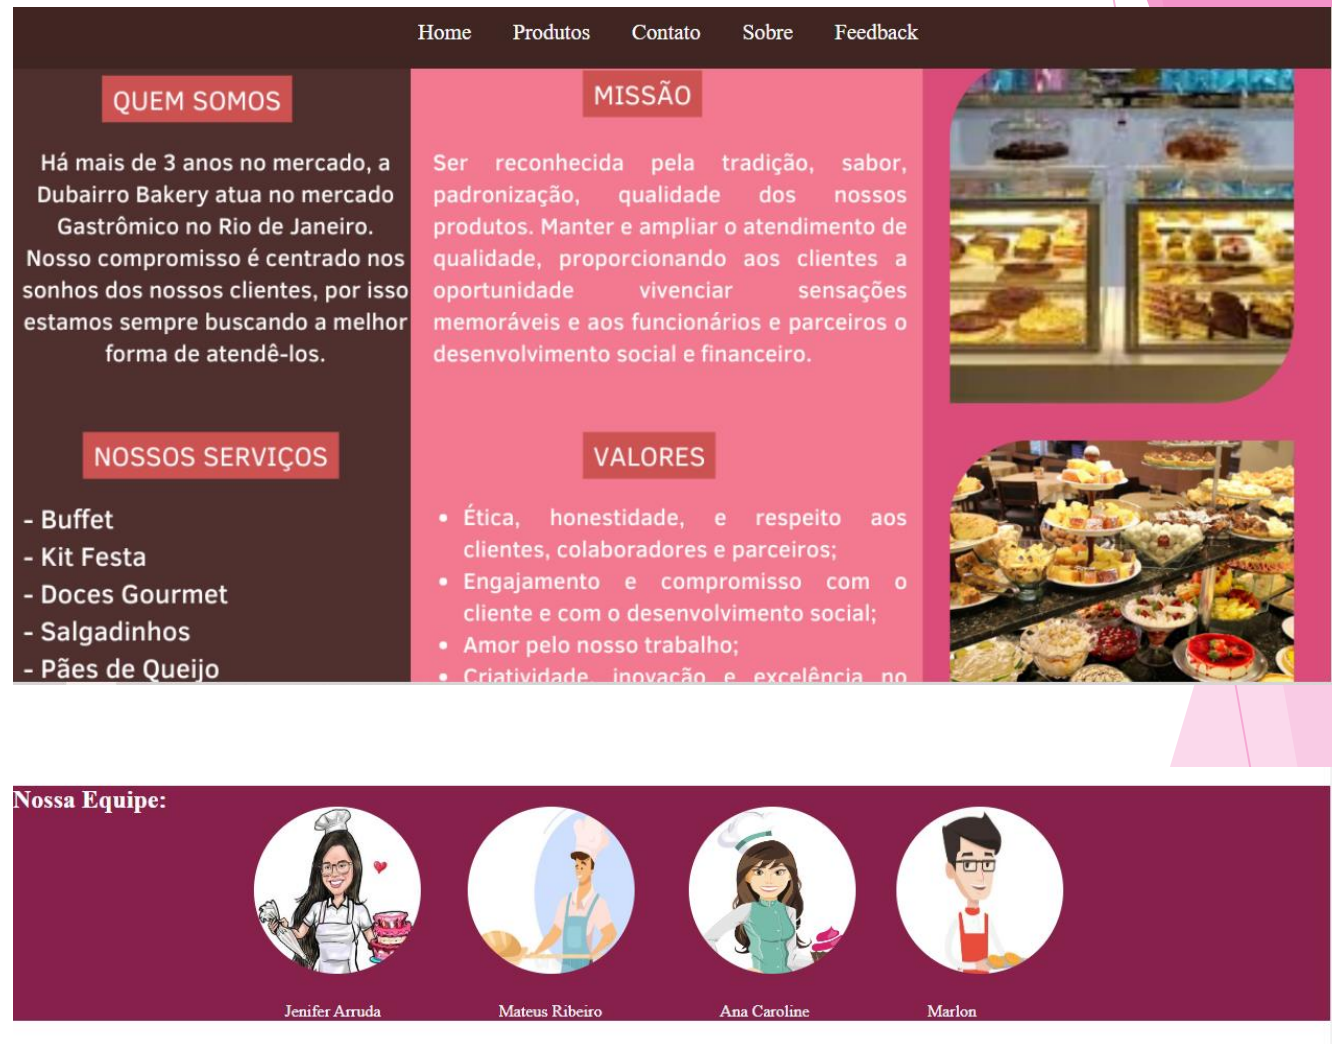 Home Produtos Contato Sobre Feedback
QUEM SOMOS
Há mais de 3 anos no mercado, a
Dubairro Bakery atua no mercado
Gastrômico no Rio de Janeiro.
Nosso compromisso é centrado nos
sonhos dos nossos clientes, por isso
estamos sempre buscando a melhor
forma de atendê-los.
NOSSOS SERVIÇOS
- Buffet
- Kit Festa
- Doces Gourmet
- Salgadinhos
- Pães de Queijo
MISSÃO
Ser reconhecida pela tradição, sabor,
padronização, qualidade dos nossos
produtos. Manter e ampliar o atendimento de
qualidade, proporcionando aos clientes a
oportunidade vivenciar sensações
memoráveis e aos funcionários e parceiros o
desenvolvimento social e financeiro.
VALORES
• Ética, honestidade, e respeito aos
clientes, colaboradores e parceiros;
• Engajamento e compromisso com o
cliente e com o desenvolvimento social;
• Amor pelo nosso trabalho;
• Criatividade, inovação e excelência no
Nossa Equipe:
Jenifer Arruda
Mateus Ribeiro
Ana Caroline
Marlon